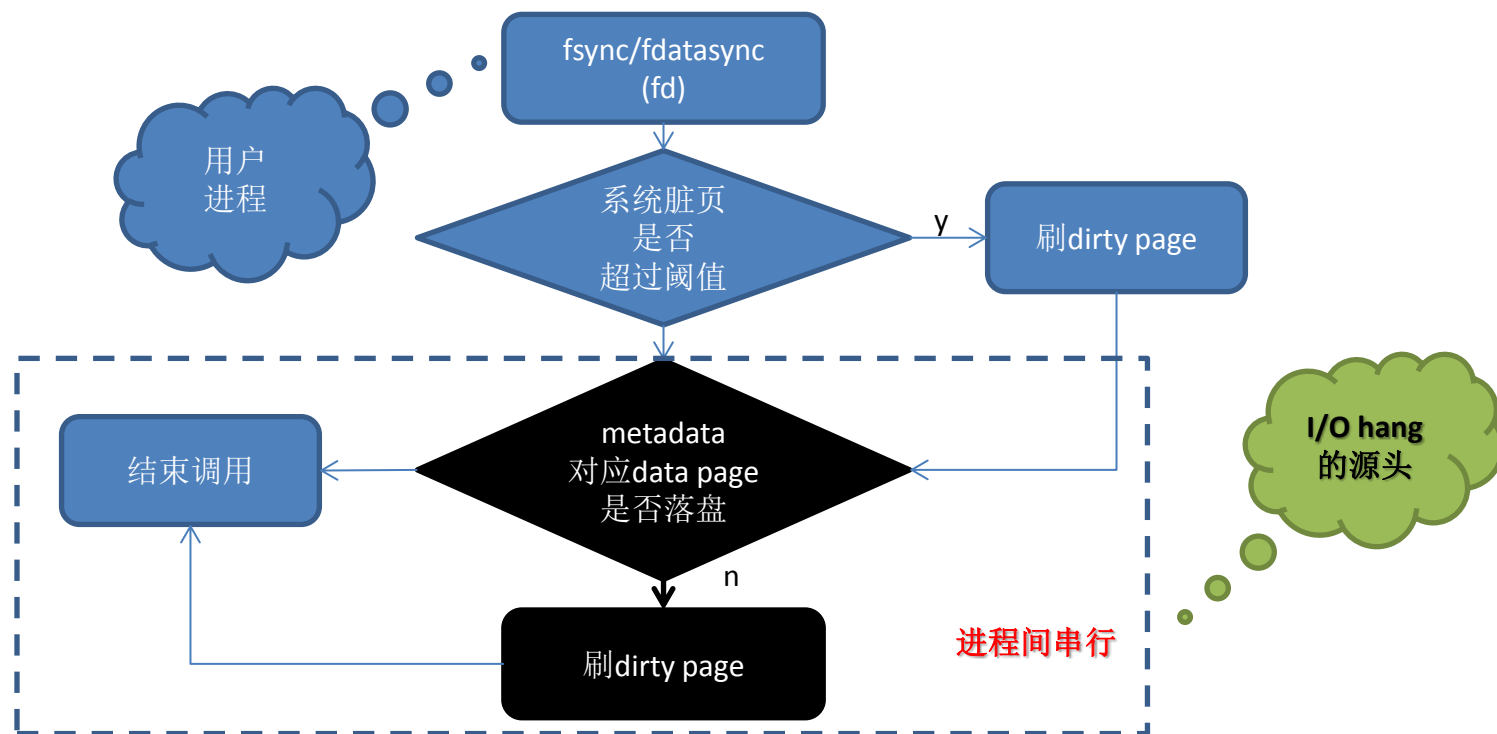 fsync/fdatasync
(fd)
用户
进程
系统脏页
是否
超过阈值
y
刷dirty page
metadata
对应data page
是否落盘
结束调用
I/O hang
的源头
n
刷dirty page
进程间串行